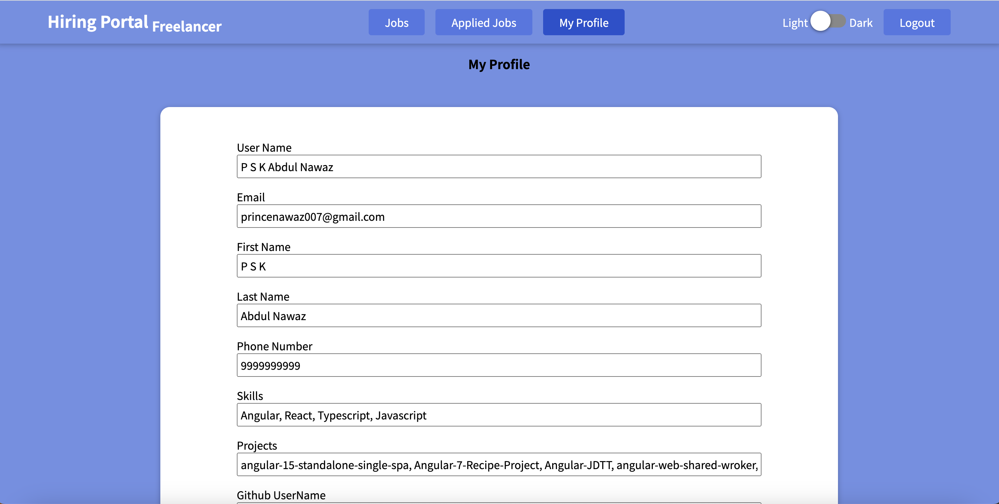 Hiring Portal Freelancer
Jobs
Applied Jobs
My Profile
Light
Dark
Logout
My Profile
User Name
P S K Abdul Nawaz
Email
princenawaz007@gmail.com
First Name
P S K
Last Name
Abdul Nawaz
Phone Number
9999999999
Skills
Angular, React, Typescript, Javascript
Projects
angular-15-standalone-single-spa, Angular-7-Recipe-Project, Angular-JDTT, angular-web-shared-wroker,
Github UserName